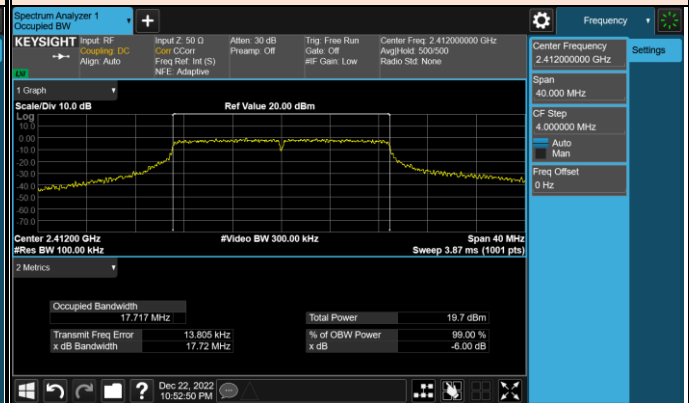 Spectrum Analyzer 1
Occupied BW
+
Frequency
KEYSIGHT
Input: RF
Coupling: DC
Align: Auto
Input Z: 50 Ω
Corr CCorr
Freq Ref: Int (S)
NFE: Adaptive
Atten: 30 dB
Preamp: Off
Trig: Free Run
Gate: Off
#IF Gain: Low
Center Freq: 2.412000000 GHz
Avg|Hold: 500/500
Radio Std: None
LXI
Center Frequency
2.412000000 GHz
Settings
Span
40.000 MHz
CF Step
4.000000 MHz
Auto
Man
Freq Offset
0 Hz
1 Graph
Scale/Div 10.0 dB
Ref Value 20.00 dBm
Log
10.0
0.00
-10.0
-20.0
-30.0
-40.0
-50.0
-60.0
-70.0
Center 2.41200 GHz
#Video BW 300.00 kHz
Span 40 MHz
#Res BW 100.00 kHz
Sweep 3.87 ms (1001 pts)
2 Metrics
Occupied Bandwidth
17.717 MHz
Total Power 19.7 dBm
Transmit Freq Error 13.805 kHz
% of OBW Power 99.00 %
x dB Bandwidth 17.72 MHz
x dB -6.00 dB
?
Dec 22, 2022
10:52:50 PM